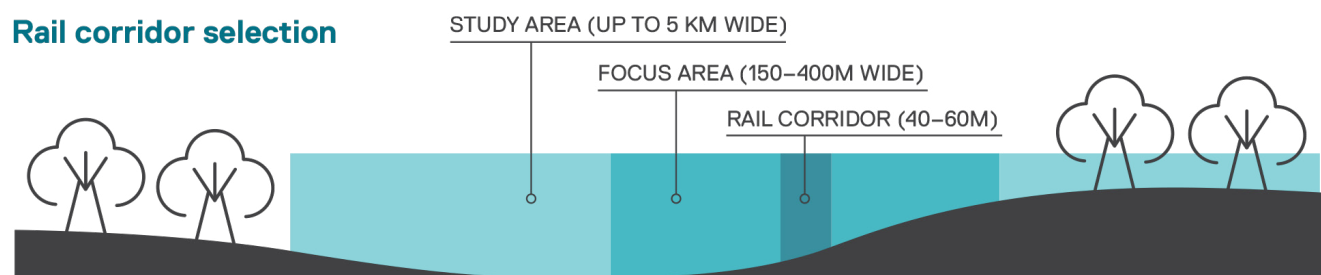 Rail corridor selection
STUDY AREA (UP TO 5 KM WIDE)
FOCUS AREA (150–400M WIDE)
RAIL CORRIDOR (40–60M)